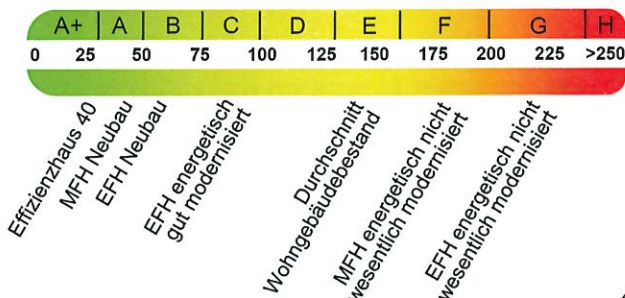 A+ A B C D E F G H
0 25 50 75 100 125 150 175 200 225 >250
Effizienzhaus 40
MFH Neubau
EFH Neubau
EFH energetisch
gut modernisiert
Durchschnitt
Wohngebäudebestand
MFH energetisch nicht
wesentlich modernisiert
EFH energetisch nicht
wesentlich modernisiert